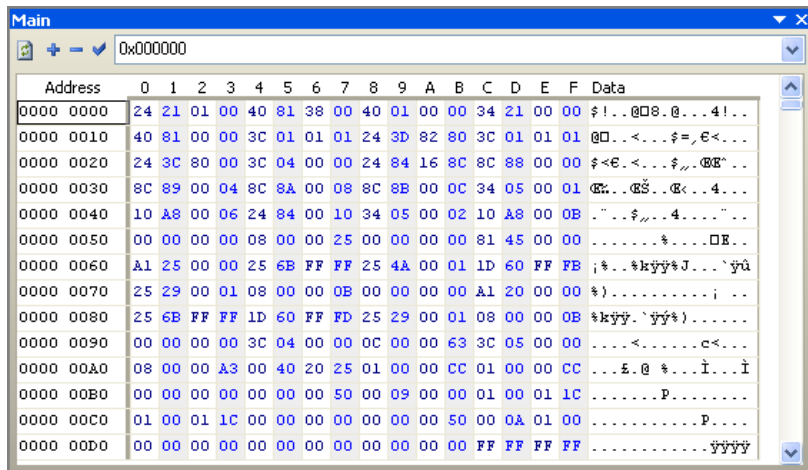 Main
0x000000
Address 0 1 2 3 4 5 6 7 8 9 A B C D E F Data
0000 0000 24 21 01 00 40 81 38 00 40 01 00 00 34 21 00 00 $!..@□8.@...4!..
0000 0010 40 81 00 00 3C 01 01 01 24 3D 82 80 3C 01 01 01 @□..<...$=‚€<...
0000 0020 24 3C 80 00 3C 04 00 00 24 84 16 8C 8C 88 00 00 $<€.<...$„.ŒŒˆ..
0000 0030 8C 89 00 04 8C 8A 00 08 8C 8B 00 0C 34 05 00 01 Œ‰..ŒŠ..Œ‹..4...
0000 0040 10 A8 00 06 24 84 00 10 34 05 00 02 10 A8 00 0B .¨..$„..4....¨..
0000 0050 00 00 00 00 08 00 00 25 00 00 00 00 81 45 00 00 .......%....□E..
0000 0060 A1 25 00 00 25 6B FF FF 25 4A 00 01 1D 60 FF FB ¡%..%kÿÿ%J...`ÿû
0000 0070 25 29 00 01 08 00 00 0B 00 00 00 00 A1 20 00 00 %)..........¡ ..
0000 0080 25 6B FF FF 1D 60 FF FD 25 29 00 01 08 00 00 0B %kÿÿ.`ÿý%)......
0000 0090 00 00 00 00 3C 04 00 00 0C 00 00 63 3C 05 00 00 ....<......c<...
0000 00A0 08 00 00 A3 00 40 20 25 01 00 00 CC 01 00 00 CC ...£.@ %...Ì...Ì
0000 00B0 00 00 00 00 00 00 00 50 00 09 00 00 01 00 01 1C .......P........
0000 00C0 01 00 01 1C 00 00 00 00 00 00 00 50 00 0A 01 00 ...........P....
0000 00D0 00 00 00 00 00 00 00 00 00 00 00 00 FF FF FF FF ............ÿÿÿÿ